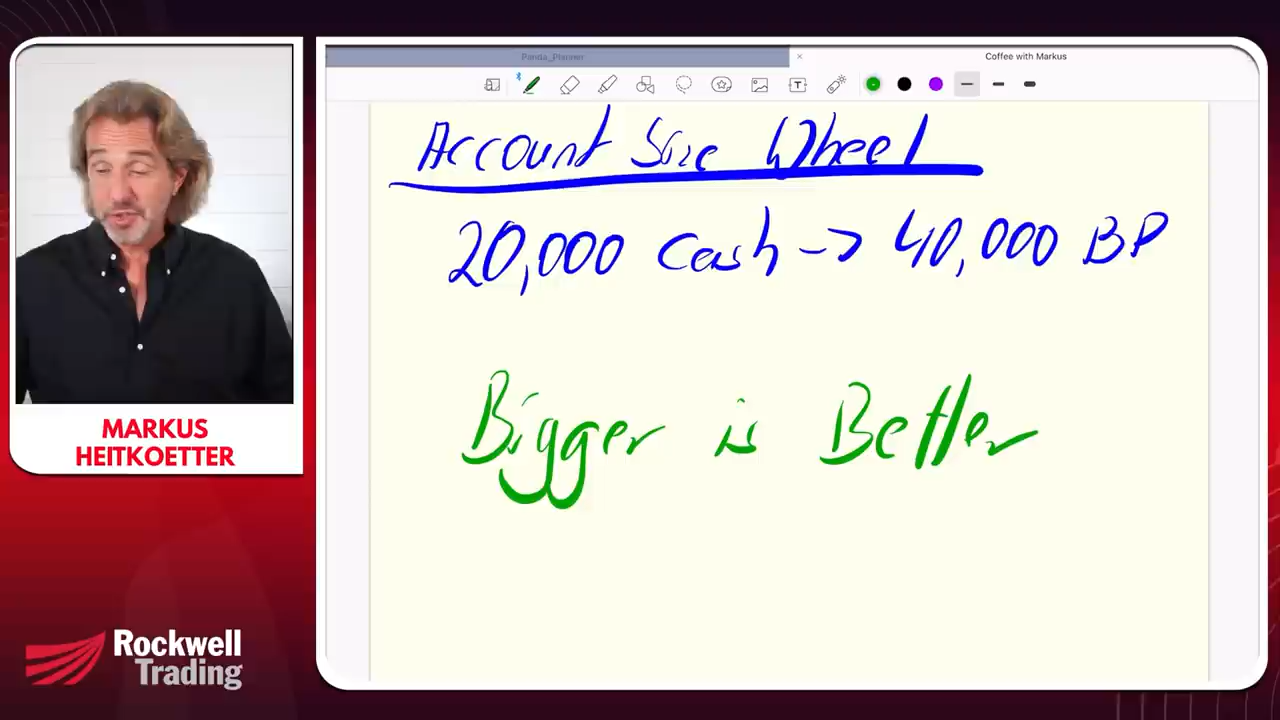 Panda_Planner
Coffee with Markus
T
Account Size Wheel
20,000 Cash -> 40,000 BP
Bigger is Better
MARKUS
HEITKOETTER
Rockwell
Trading